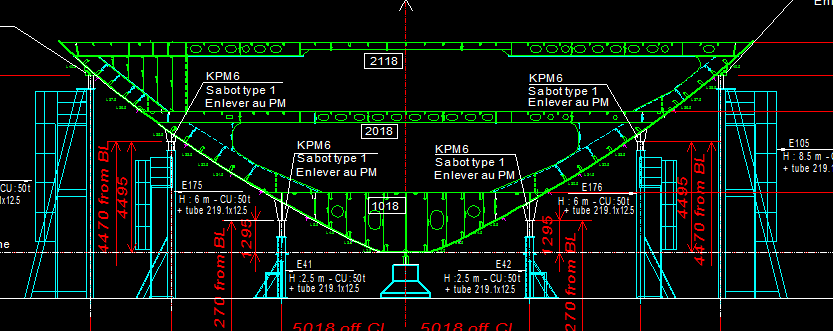 Enl
2118
KPM6
Sabot type 1
Enlever au PM
KPM6
Sabot type 1
Enlever au PM
2018
KPM6
Sabot type 1
Enlever au PM
KPM6
Sabot type 1
Enlever au PM
E105
H : 8.5 m - CU:
+ tube 219.1
CU:50t
x12.5
4470 from BL
4495
E175
H : 6 m - CU:50t
+ tube 219.1x12.5
1018
E176
H : 6 m - CU:50t
+ tube 219.1x12.5
4495
4470 from BL
ne
1295
270 from BL
E41
H :2.5 m - CU:50t
+ tube 219.1x12.5
E42
H :2.5 m - CU:50t
+ tube 219.1x12.5
1295
270 from BL
5018 off CL
5018 off CL